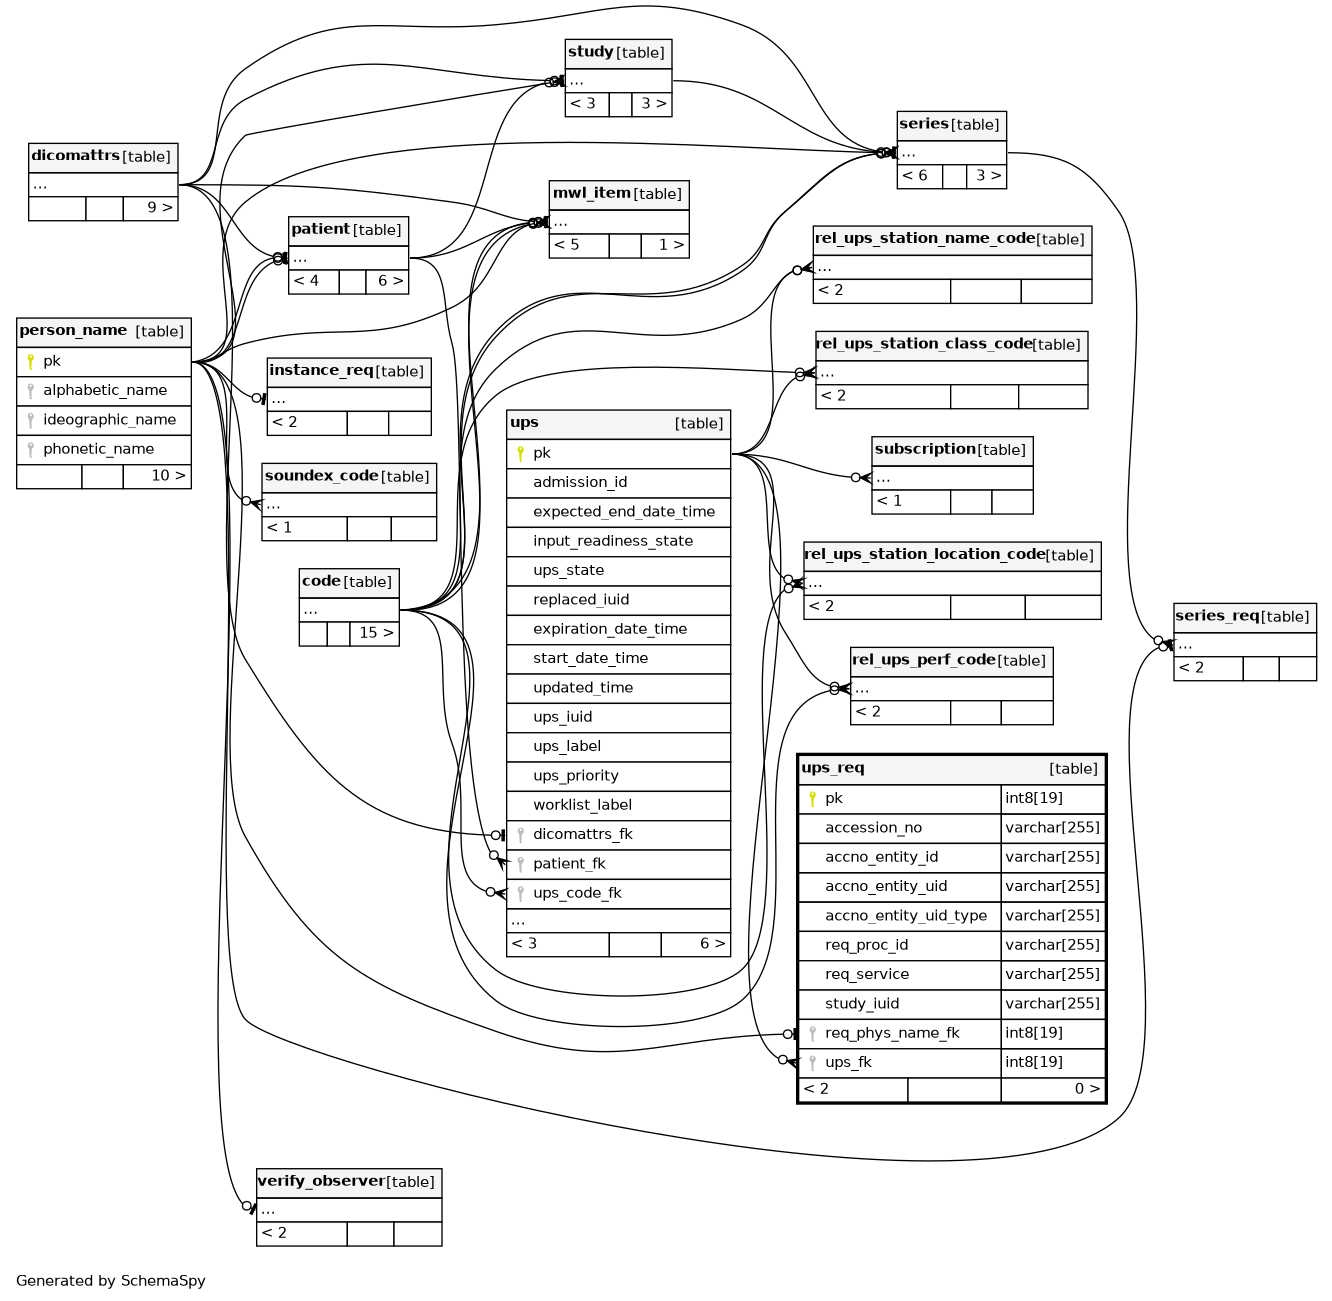 study [table]
...
< 3 3 >
series [table]
...
< 6 3 >
dicomattrs [table]
...
9 >
mwl_item [table]
...
< 5 1 >
patient [table]
...
< 4 6 >
rel_ups_station_name_code [table]
...
< 2
person_name [table]
pk
alphabetic_name
ideographic_name
phonetic_name
10 >
rel_ups_station_class_code [table]
...
< 2
instance_req [table]
...
< 2
ups [table]
pk
admission_id
expected_end_date_time
input_readiness_state
ups_state
replaced_iuid
expiration_date_time
start_date_time
updated_time
ups_iuid
ups_label
ups_priority
worklist_label
dicomattrs_fk
patient_fk
ups_code_fk
...
< 3 6 >
subscription [table]
...
< 1
soundex_code [table]
...
< 1
rel_ups_station_location_code [table]
...
< 2
code [table]
...
15 >
series_req [table]
...
< 2
rel_ups_perf_code [table]
...
< 2
ups_req [table]
pk int8[19]
accession_no varchar[255]
accno_entity_id varchar[255]
accno_entity_uid varchar[255]
accno_entity_uid_type varchar[255]
req_proc_id varchar[255]
req_service varchar[255]
study_iuid varchar[255]
req_phys_name_fk int8[19]
ups_fk int8[19]
< 2 0 >
verify_observer [table]
...
< 2
Generated by SchemaSpy